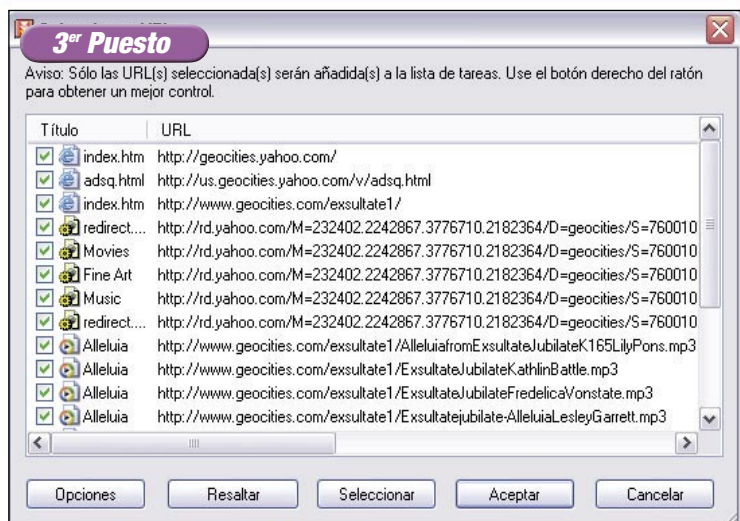 3er Puesto
Aviso: Sólo las URL(s) seleccionada(s) serán añadida(s) a la lista de tareas. Use el botón derecho del ratón
para obtener un mejor control.
Título URL
index.htm http://geocities.yahoo.com/
adsq.html http://us.geocities.yahoo.com/v/adsq.html
index.htm http://www.geocities.com/exsultate1/
redirect.... http://rd.yahoo.com/M=232402.2242867.3776710.2182364/D=geocities/S=760010
Movies http://rd.yahoo.com/M=232402.2242867.3776710.2182364/D=geocities/S=760010
Fine Art http://rd.yahoo.com/M=232402.2242867.3776710.2182364/D=geocities/S=760010
Music http://rd.yahoo.com/M=232402.2242867.3776710.2182364/D=geocities/S=760010
redirect.... http://rd.yahoo.com/M=232402.2242867.3776710.2182364/D=geocities/S=760010
Alleluia http://www.geocities.com/exsultate1/AlleluiafromExsultateJubilateK165LilyPons.mp3
Alleluia http://www.geocities.com/exsultate1/ExsultateJubilateKathlinBattle.mp3
Alleluia http://www.geocities.com/exsultate1/ExsultateJubilateFredelicaVonstate.mp3
Alleluia http://www.geocities.com/exsultate1/Exsultatejubilate-AlleluiaLesleyGarrett.mp3
Opciones Resaltar Seleccionar Aceptar Cancelar